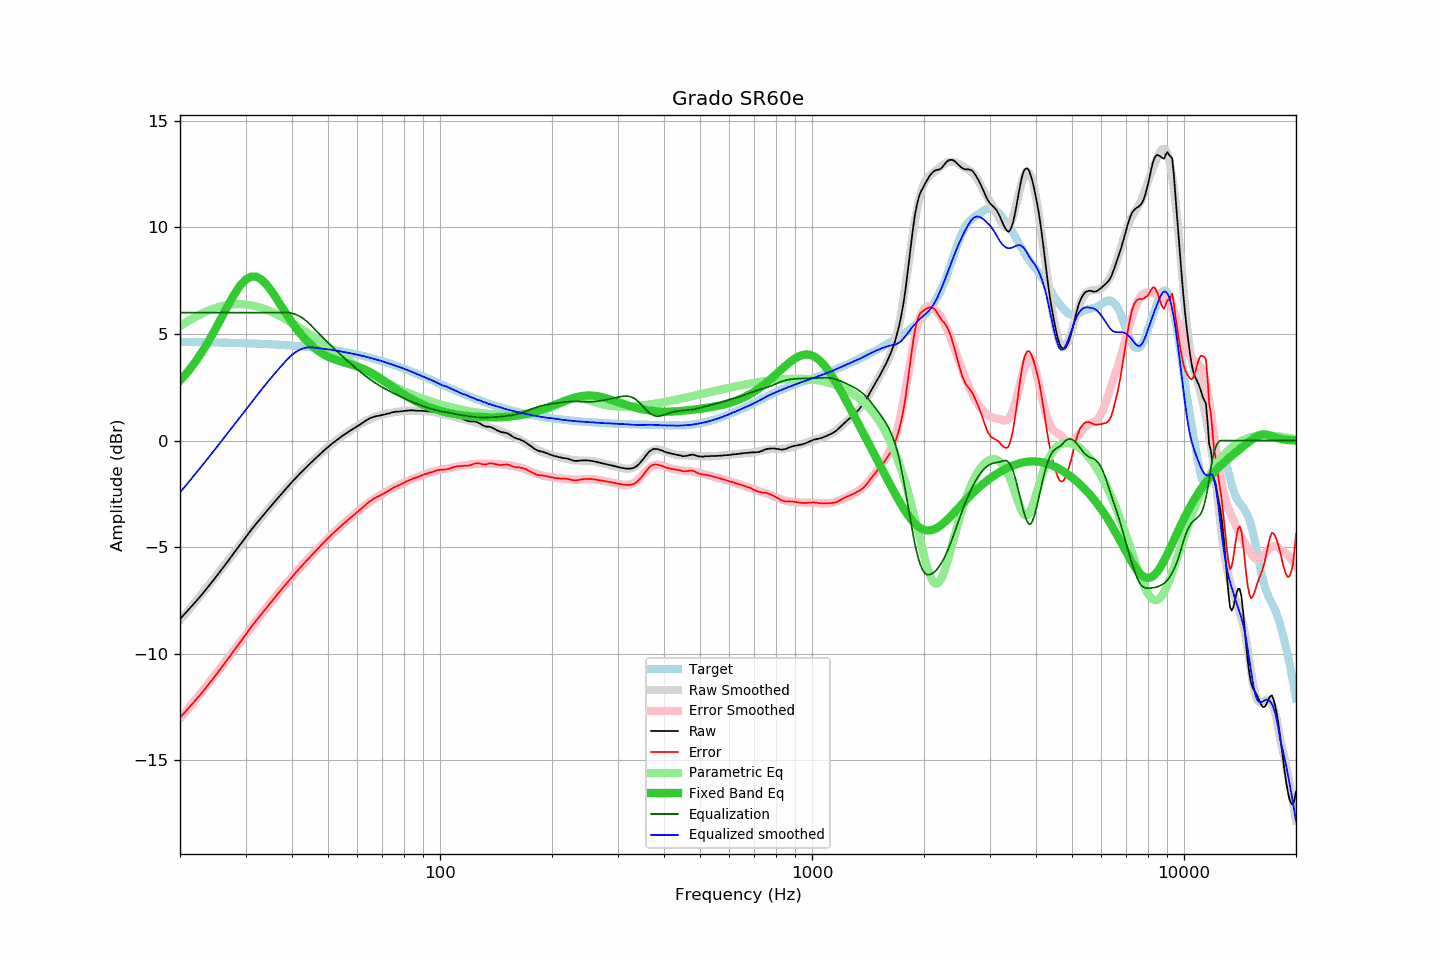 Grado SR60e
15
10
5
0
−5
−10
−15
Amplitude (dBr)
Target
Raw Smoothed
Error Smoothed
Raw
Error
Parametric Eq
Fixed Band Eq
Equalization
Equalized smoothed
100
1000
10000
Frequency (Hz)